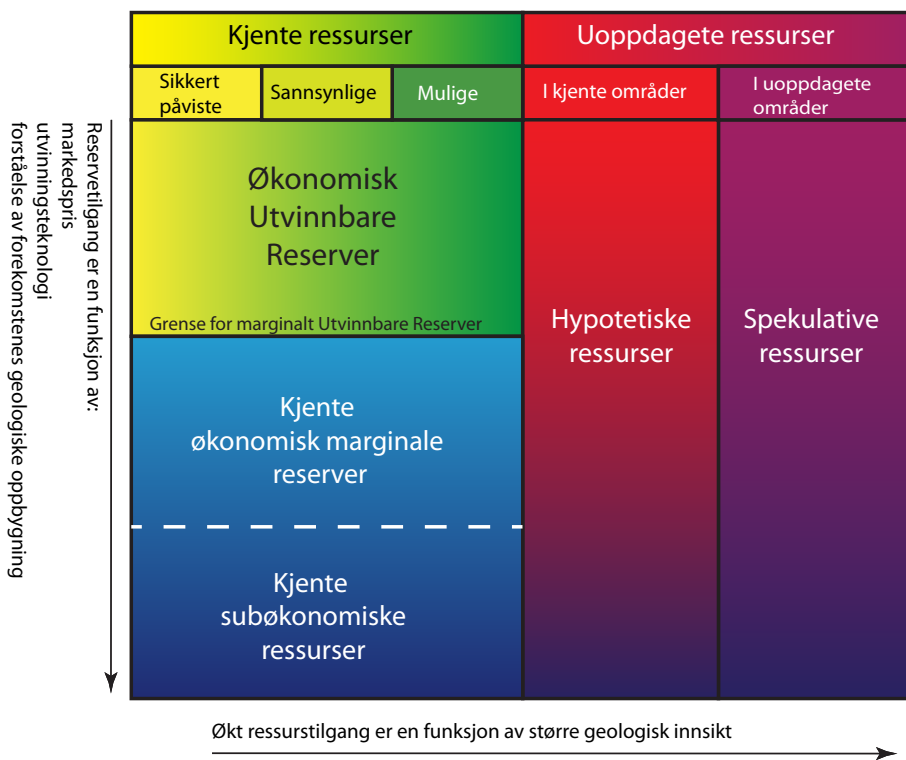 Kjente ressurser
Uoppdagete ressurser
Sikkert
påviste
Sannsynlige
Mulige
I kjente områder
I uoppdagete
områder
Reservetilgang er en funksjon av:
markedspris
utvinningsteknologi
forståelse av forekomstenes geologiske oppbygning
Økonomisk
Utvinnbare
Reserver
Grense for marginalt Utvinnbare Reserver
Hypotetiske
ressurser
Spekulative
ressurser
Kjente
økonomisk marginale
reserver
Kjente
subøkonomiske
ressurser
Økt ressurstilgang er en funksjon av større geologisk innsikt